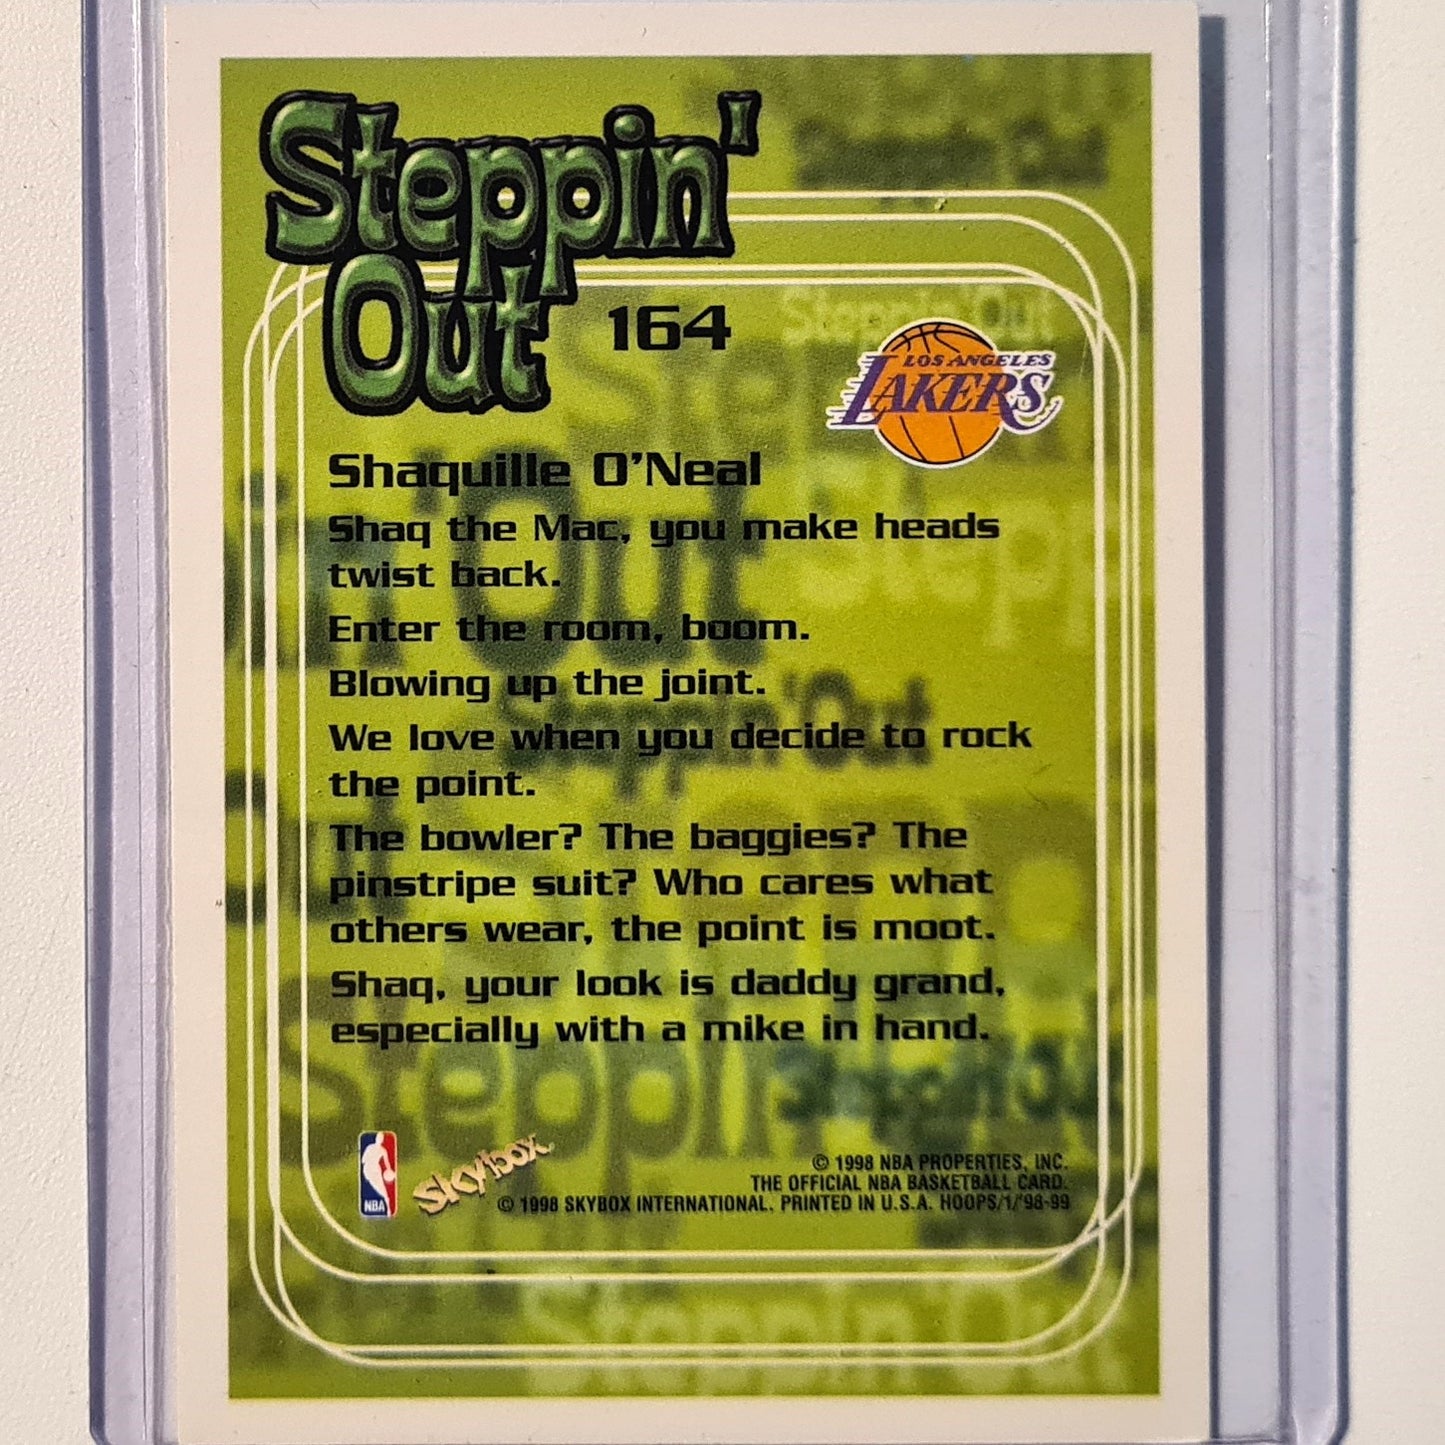 Steppin'
Out 164
LOS ANGELES
LAKERS
Shaquille O'Neal
Shaq the Mac, you make heads
twist back.
Enter the room, boom.
Blowing up the joint.
We love when you decide to rock
the point.
The bowler? The baggies? The
pinstripe suit? Who cares what
others wear, the point is moot.
Shaq, your look is daddy grand,
especially with a mike in hand.
NBA
Skybox
© 1998 NBA PROPERTIES, INC.
THE OFFICIAL NBA BASKETBALL CARD.
© 1998 SKYBOX INTERNATIONAL. PRINTED IN U.S.A. HOOPS/1/'98-99